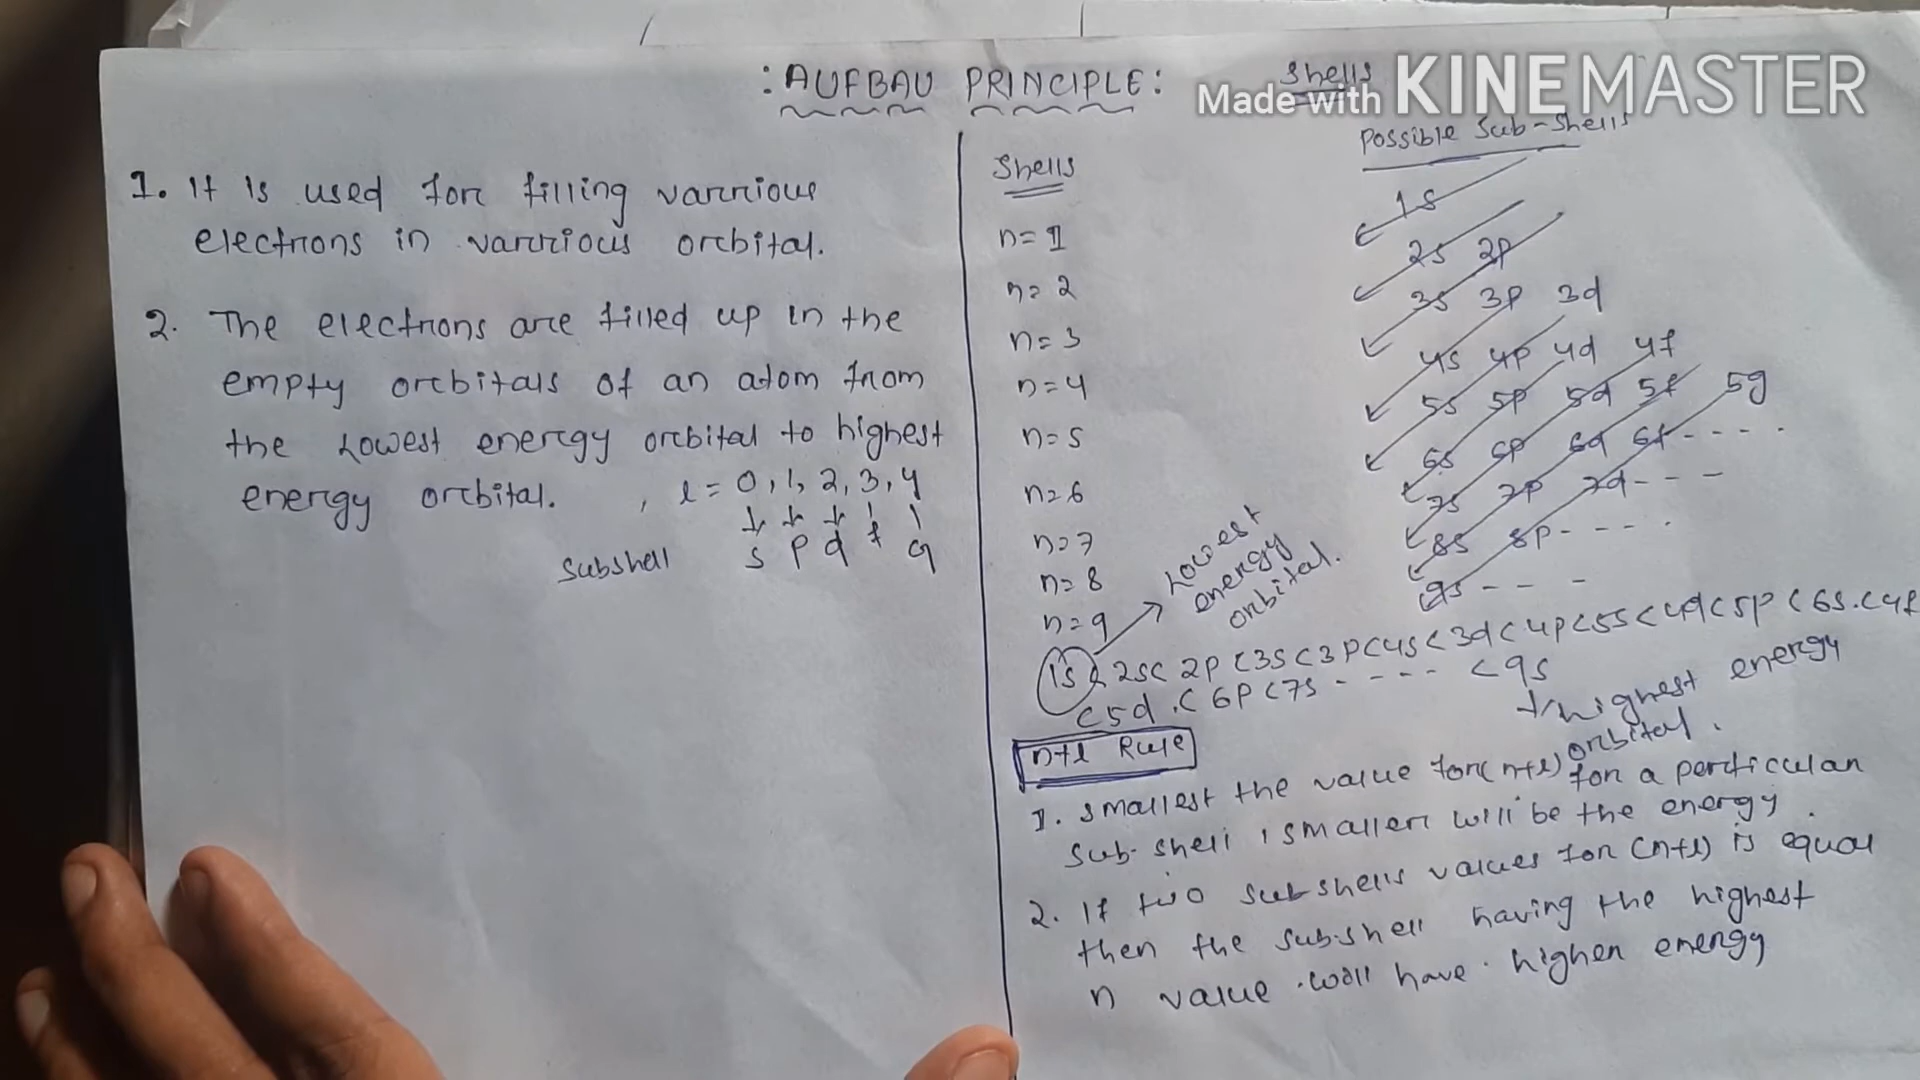 : AUFBAU PRINCIPLE :
Shells
Made with KINEMASTER
1. It is used for filling varrious
electrons in varrrious orbital.
2. The electrons are filled up in the
empty orbitals of an atom from
the Lowest energy orbital to highest
energy orbital. , l = 0, 1, 2, 3, 4
subshell s p d f g
Shells
Possible Sub-shells
n = 1 1s
n = 2 2s 2p
n = 3 3s 3p 3d
n = 4 4s 4p 4d 4f
n = 5 5s 5p 5d 5f 5g
n = 6 6s 6p 6d 6f - - - - .
n = 7 7s 7p 7d - - -
n = 8 8s 8p - - - - .
n = 9 9s - - -
Lowest
energy
orbital.
1s < 2s < 2p < 3s < 3p < 4s < 3d < 4p < 5s < 4d < 5p < 6s . < 4f
< 5d . < 6p < 7s - - - - < 9s
highest energy
orbital .
n+l Rule
1. smallest the value for (n+l) for a perticular
sub-shell , smaller will be the energy .
2. If two subshells values for (n+l) is equal
then the sub-shell having the highest
n value will have higher energy